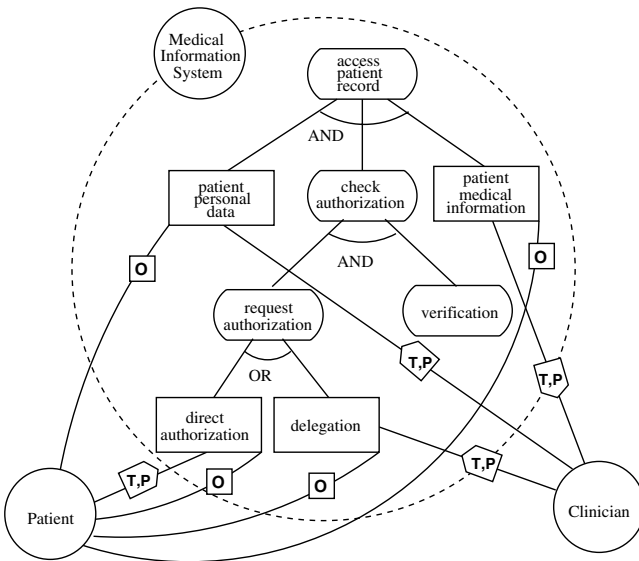 Medical
Information
System
access
patient
record
AND
patient
personal
data
check
authorization
patient
medical
information
O
AND
O
request
authorization
verification
T,P
T,P
OR
direct
authorization
delegation
T,P
O
O
T,P
Patient
Clinician